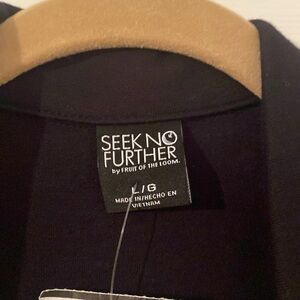 SEEK NO
FURTHER
by FRUIT OF THE LOOM.
L/G
MADE IN/HECHO EN
VIETNAM